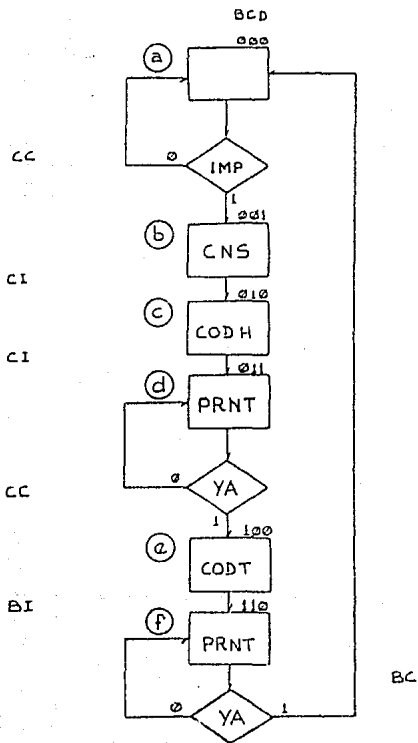 BCD
000
a
CC
0
IMP
1
001
b
CNS
CI
010
c
CODH
CI
011
d
PRNT
CC
0
YA
1
100
e
CODT
BI
110
f
PRNT
BC
0
YA
1